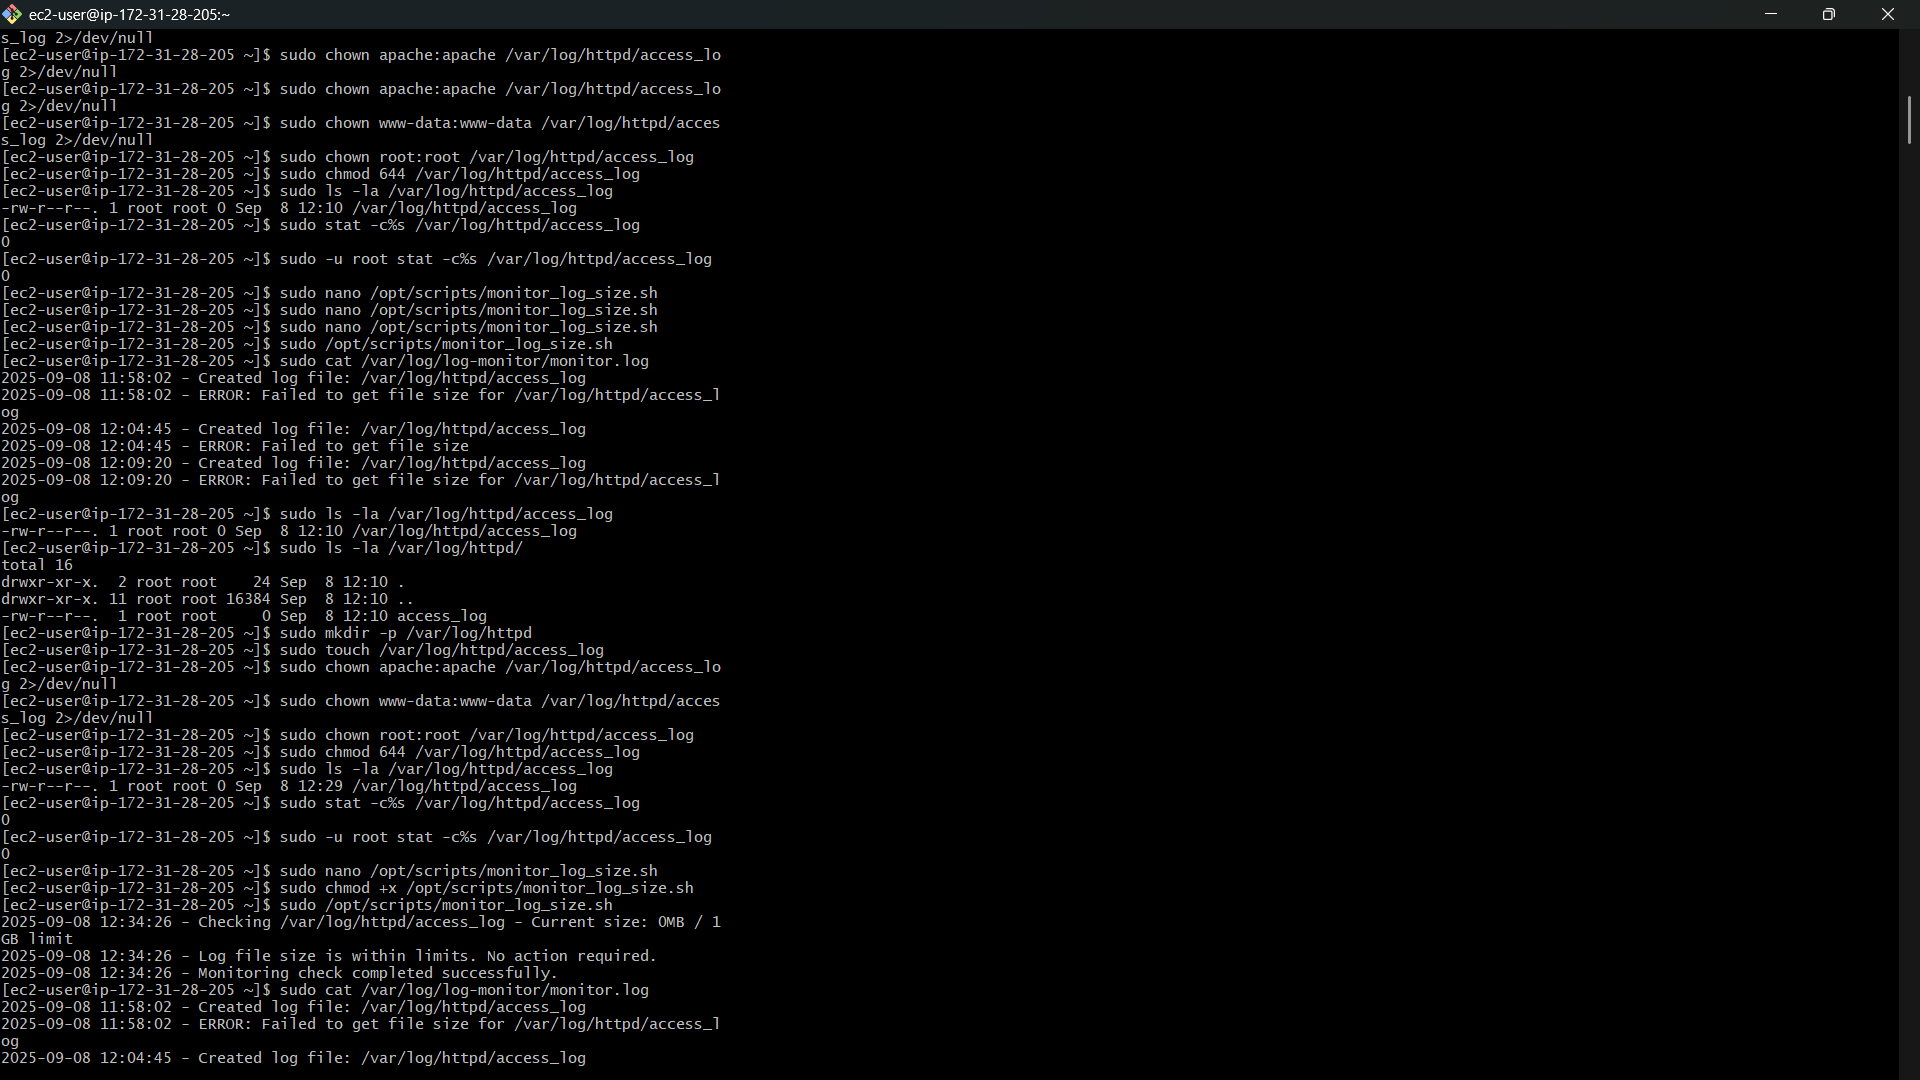 ec2-user@ip-172-31-28-205:~
s_log 2>/dev/null
[ec2-user@ip-172-31-28-205 ~]$ sudo chown apache:apache /var/log/httpd/access_lo
g 2>/dev/null
[ec2-user@ip-172-31-28-205 ~]$ sudo chown apache:apache /var/log/httpd/access_lo
g 2>/dev/null
[ec2-user@ip-172-31-28-205 ~]$ sudo chown www-data:www-data /var/log/httpd/acces
s_log 2>/dev/null
[ec2-user@ip-172-31-28-205 ~]$ sudo chown root:root /var/log/httpd/access_log
[ec2-user@ip-172-31-28-205 ~]$ sudo chmod 644 /var/log/httpd/access_log
[ec2-user@ip-172-31-28-205 ~]$ sudo ls -la /var/log/httpd/access_log
-rw-r--r--. 1 root root 0 Sep  8 12:10 /var/log/httpd/access_log
[ec2-user@ip-172-31-28-205 ~]$ sudo stat -c%s /var/log/httpd/access_log
0
[ec2-user@ip-172-31-28-205 ~]$ sudo -u root stat -c%s /var/log/httpd/access_log
0
[ec2-user@ip-172-31-28-205 ~]$ sudo nano /opt/scripts/monitor_log_size.sh
[ec2-user@ip-172-31-28-205 ~]$ sudo nano /opt/scripts/monitor_log_size.sh
[ec2-user@ip-172-31-28-205 ~]$ sudo nano /opt/scripts/monitor_log_size.sh
[ec2-user@ip-172-31-28-205 ~]$ sudo /opt/scripts/monitor_log_size.sh
[ec2-user@ip-172-31-28-205 ~]$ sudo cat /var/log/log-monitor/monitor.log
2025-09-08 11:58:02 - Created log file: /var/log/httpd/access_log
2025-09-08 11:58:02 - ERROR: Failed to get file size for /var/log/httpd/access_l
og
2025-09-08 12:04:45 - Created log file: /var/log/httpd/access_log
2025-09-08 12:04:45 - ERROR: Failed to get file size
2025-09-08 12:09:20 - Created log file: /var/log/httpd/access_log
2025-09-08 12:09:20 - ERROR: Failed to get file size for /var/log/httpd/access_l
og
[ec2-user@ip-172-31-28-205 ~]$ sudo ls -la /var/log/httpd/access_log
-rw-r--r--. 1 root root 0 Sep  8 12:10 /var/log/httpd/access_log
[ec2-user@ip-172-31-28-205 ~]$ sudo ls -la /var/log/httpd/
total 16
drwxr-xr-x.  2 root root    24 Sep  8 12:10 .
drwxr-xr-x. 11 root root 16384 Sep  8 12:10 ..
-rw-r--r--.  1 root root     0 Sep  8 12:10 access_log
[ec2-user@ip-172-31-28-205 ~]$ sudo mkdir -p /var/log/httpd
[ec2-user@ip-172-31-28-205 ~]$ sudo touch /var/log/httpd/access_log
[ec2-user@ip-172-31-28-205 ~]$ sudo chown apache:apache /var/log/httpd/access_lo
g 2>/dev/null
[ec2-user@ip-172-31-28-205 ~]$ sudo chown www-data:www-data /var/log/httpd/acces
s_log 2>/dev/null
[ec2-user@ip-172-31-28-205 ~]$ sudo chown root:root /var/log/httpd/access_log
[ec2-user@ip-172-31-28-205 ~]$ sudo chmod 644 /var/log/httpd/access_log
[ec2-user@ip-172-31-28-205 ~]$ sudo ls -la /var/log/httpd/access_log
-rw-r--r--. 1 root root 0 Sep  8 12:29 /var/log/httpd/access_log
[ec2-user@ip-172-31-28-205 ~]$ sudo stat -c%s /var/log/httpd/access_log
0
[ec2-user@ip-172-31-28-205 ~]$ sudo -u root stat -c%s /var/log/httpd/access_log
0
[ec2-user@ip-172-31-28-205 ~]$ sudo nano /opt/scripts/monitor_log_size.sh
[ec2-user@ip-172-31-28-205 ~]$ sudo chmod +x /opt/scripts/monitor_log_size.sh
[ec2-user@ip-172-31-28-205 ~]$ sudo /opt/scripts/monitor_log_size.sh
2025-09-08 12:34:26 - Checking /var/log/httpd/access_log - Current size: 0MB / 1
GB limit
2025-09-08 12:34:26 - Log file size is within limits. No action required.
2025-09-08 12:34:26 - Monitoring check completed successfully.
[ec2-user@ip-172-31-28-205 ~]$ sudo cat /var/log/log-monitor/monitor.log
2025-09-08 11:58:02 - Created log file: /var/log/httpd/access_log
2025-09-08 11:58:02 - ERROR: Failed to get file size for /var/log/httpd/access_l
og
2025-09-08 12:04:45 - Created log file: /var/log/httpd/access_log